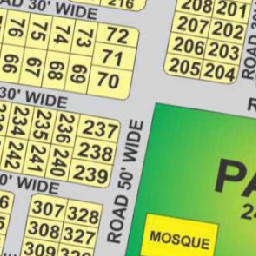 AD 30' WIDE
216
208 201
207 202
206 203
205 204
ROAD 30'
76 75 74 73 72
71
66 67 68 69 70
30' WIDE
234 235 236 237
238
242 241 240 239
0' WIDE
ROAD 50' WIDE
307 328
308 327
309 326
PA
24
MOSQUE